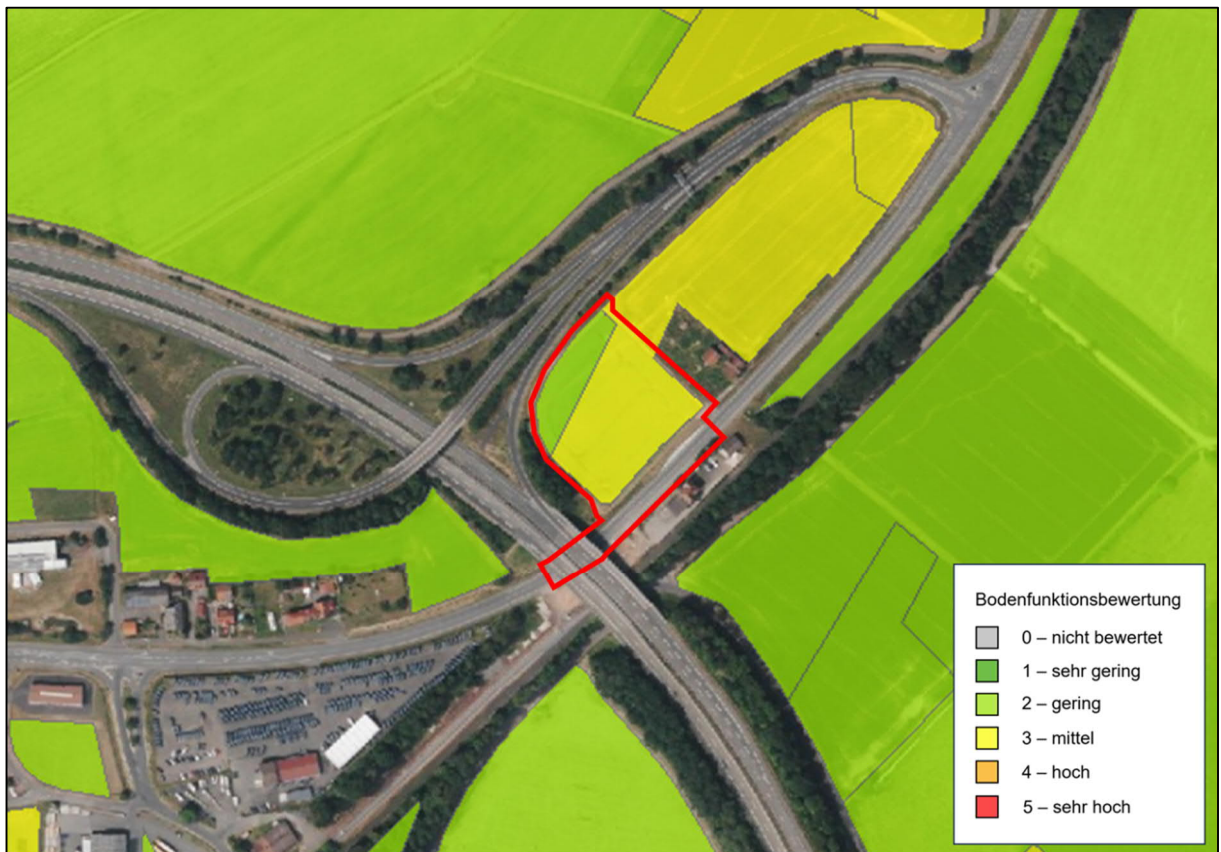 Bodenfunktionsbewertung
0 – nicht bewertet
1 – sehr gering
2 – gering
3 – mittel
4 – hoch
5 – sehr hoch